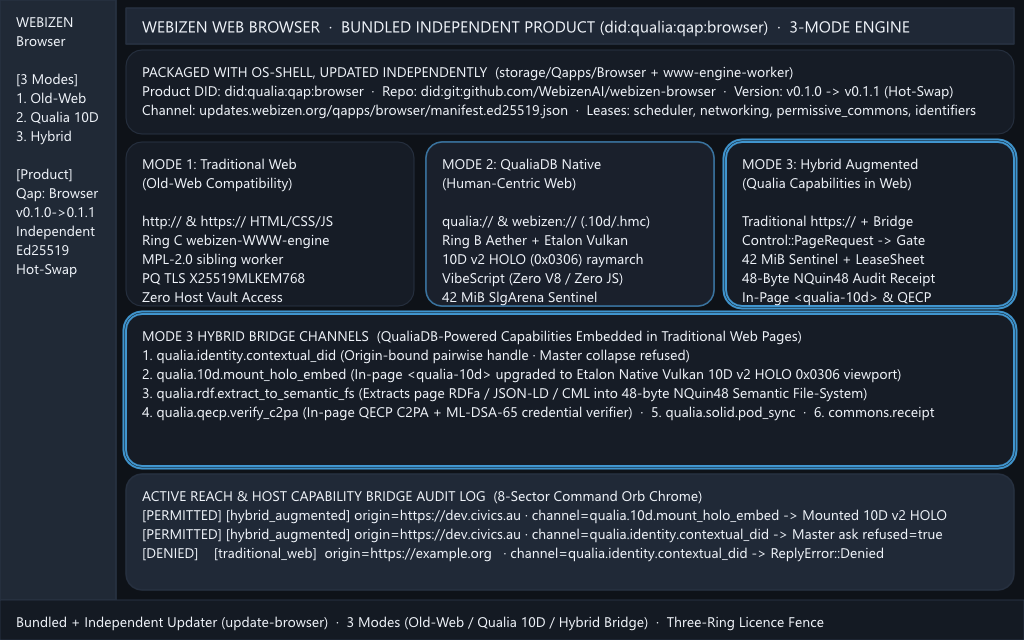 WEBIZEN
Browser
[3 Modes]
1. Old-Web
2. Qualia 10D
3. Hybrid
[Product]
Qap: Browser
v0.1.0->0.1.1
Independent
Ed25519
Hot-Swap
WEBIZEN WEB BROWSER · BUNDLED INDEPENDENT PRODUCT (did:qualia:qap:browser) · 3-MODE ENGINE
PACKAGED WITH OS-SHELL, UPDATED INDEPENDENTLY (storage/Qapps/Browser + www-engine-worker)
Product DID: did:qualia:qap:browser · Repo: did:git:github.com/WebizenAI/webizen-browser · Version: v0.1.0 -> v0.1.1 (Hot-Swap)
Channel: updates.webizen.org/qapps/browser/manifest.ed25519.json · Leases: scheduler, networking, permissive_commons, identifiers
MODE 1: Traditional Web
(Old-Web Compatibility)
http:// & https:// HTML/CSS/JS
Ring C webizen-WWW-engine
MPL-2.0 sibling worker
PQ TLS X25519MLKEM768
Zero Host Vault Access
MODE 2: QualiaDB Native
(Human-Centric Web)
qualia:// & webizen:// (.10d/.hmc)
Ring B Aether + Etalon Vulkan
10D v2 HOLO (0x0306) raymarch
VibeScript (Zero V8 / Zero JS)
42 MiB SlgArena Sentinel
MODE 3: Hybrid Augmented
(Qualia Capabilities in Web)
Traditional https:// + Bridge
Control::PageRequest -> Gate
42 MiB Sentinel + LeaseSheet
48-Byte NQuin48 Audit Receipt
In-Page <qualia-10d> & QECP
MODE 3 HYBRID BRIDGE CHANNELS (QualiaDB-Powered Capabilities Embedded in Traditional Web Pages)
1. qualia.identity.contextual_did (Origin-bound pairwise handle · Master collapse refused)
2. qualia.10d.mount_holo_embed (In-page <qualia-10d> upgraded to Etalon Native Vulkan 10D v2 HOLO 0x0306 viewport)
3. qualia.rdf.extract_to_semantic_fs (Extracts page RDFa / JSON-LD / CML into 48-byte NQuin48 Semantic File-System)
4. qualia.qecp.verify_c2pa (In-page QECP C2PA + ML-DSA-65 credential verifier) · 5. qualia.solid.pod_sync · 6. commons.receipt
ACTIVE REACH & HOST CAPABILITY BRIDGE AUDIT LOG (8-Sector Command Orb Chrome)
[PERMITTED] [hybrid_augmented] origin=https://dev.civics.au · channel=qualia.10d.mount_holo_embed -> Mounted 10D v2 HOLO
[PERMITTED] [hybrid_augmented] origin=https://dev.civics.au · channel=qualia.identity.contextual_did -> Master ask refused=true
[DENIED] [traditional_web] origin=https://example.org · channel=qualia.identity.contextual_did -> ReplyError::Denied
Bundled + Independent Updater (update-browser) · 3 Modes (Old-Web / Qualia 10D / Hybrid Bridge) · Three-Ring Licence Fence